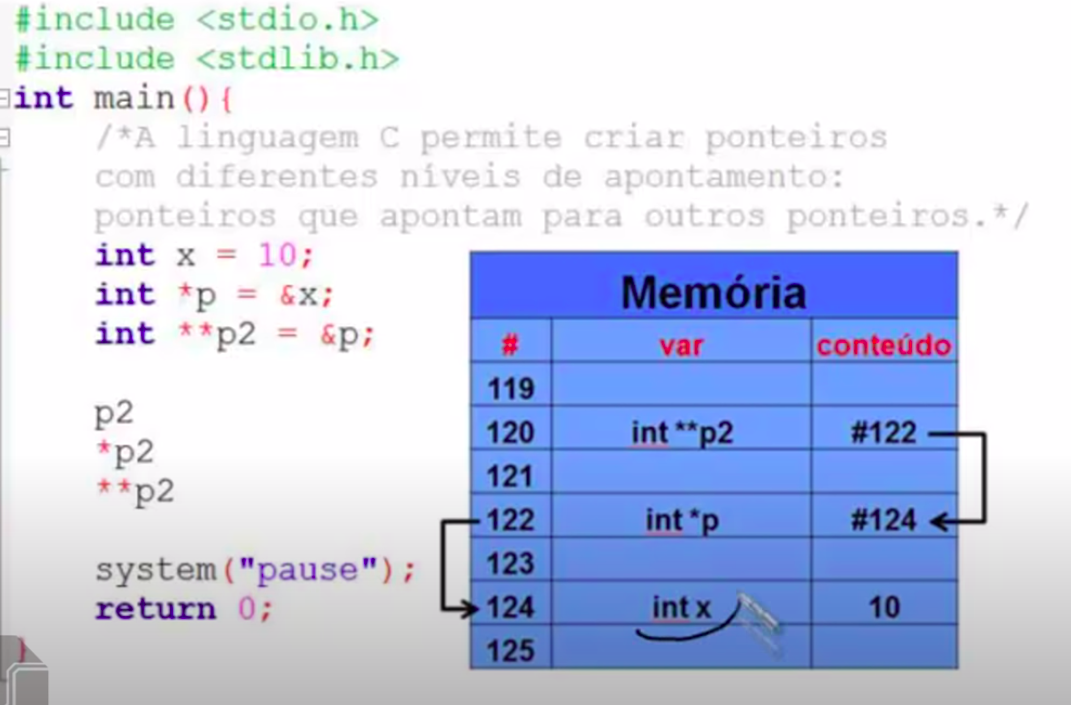 #include <stdio.h>
#include <stdlib.h>
int main(){
/*A linguagem C permite criar ponteiros
com diferentes níveis de apontamento:
ponteiros que apontam para outros ponteiros.*/
int x = 10;
int *p = &x;
int **p2 = &p;
p2
*p2
**p2
system("pause");
return 0;
}
Memória
# var conteúdo
119
120 int **p2 #122
121
122 int *p #124
123
124 int x 10
125